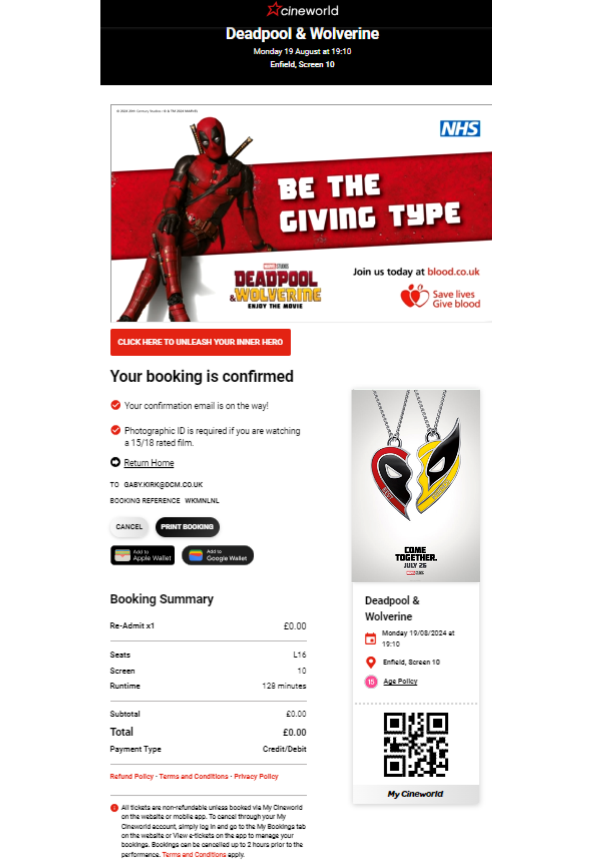 cineworld
Deadpool & Wolverine
Monday 19 August at 19:10
Enfield, Screen 10
NHS
BE THE
GIVING TYPE
MARVEL STUDIOS
DEADPOOL
& WOLVERINE
ENJOY THE MOVIE
Join us today at blood.co.uk
Save lives
Give blood
CLICK HERE TO UNLEASH YOUR INNER HERO
Your booking is confirmed
Your confirmation email is on the way!
Photographic ID is required if you are watching
a 15/18 rated film.
Return Home
TO GABY.KIRK@DCM.CO.UK
BOOKING REFERENCE WKMNLNL
CANCEL
PRINT BOOKING
Add to
Apple Wallet
Add to
Google Wallet
Booking Summary
Re-Admit x1 £0.00
Seats L16
Screen 10
Runtime 128 minutes
Subtotal £0.00
Total £0.00
Payment Type Credit/Debit
Refund Policy - Terms and Conditions - Privacy Policy
All tickets are non-refundable unless booked via My Cineworld
on the website or mobile app. To cancel through your My
Cineworld account, simply log in and go to the My Bookings tab
on the website or View e-tickets on the app to manage your
bookings. Bookings can be cancelled up to 2 hours prior to the
performance. Terms and Conditions apply.
COME
TOGETHER.
JULY 26
Deadpool &
Wolverine
Monday 19/08/2024 at
19:10
Enfield, Screen 10
15
Age Policy
My Cineworld